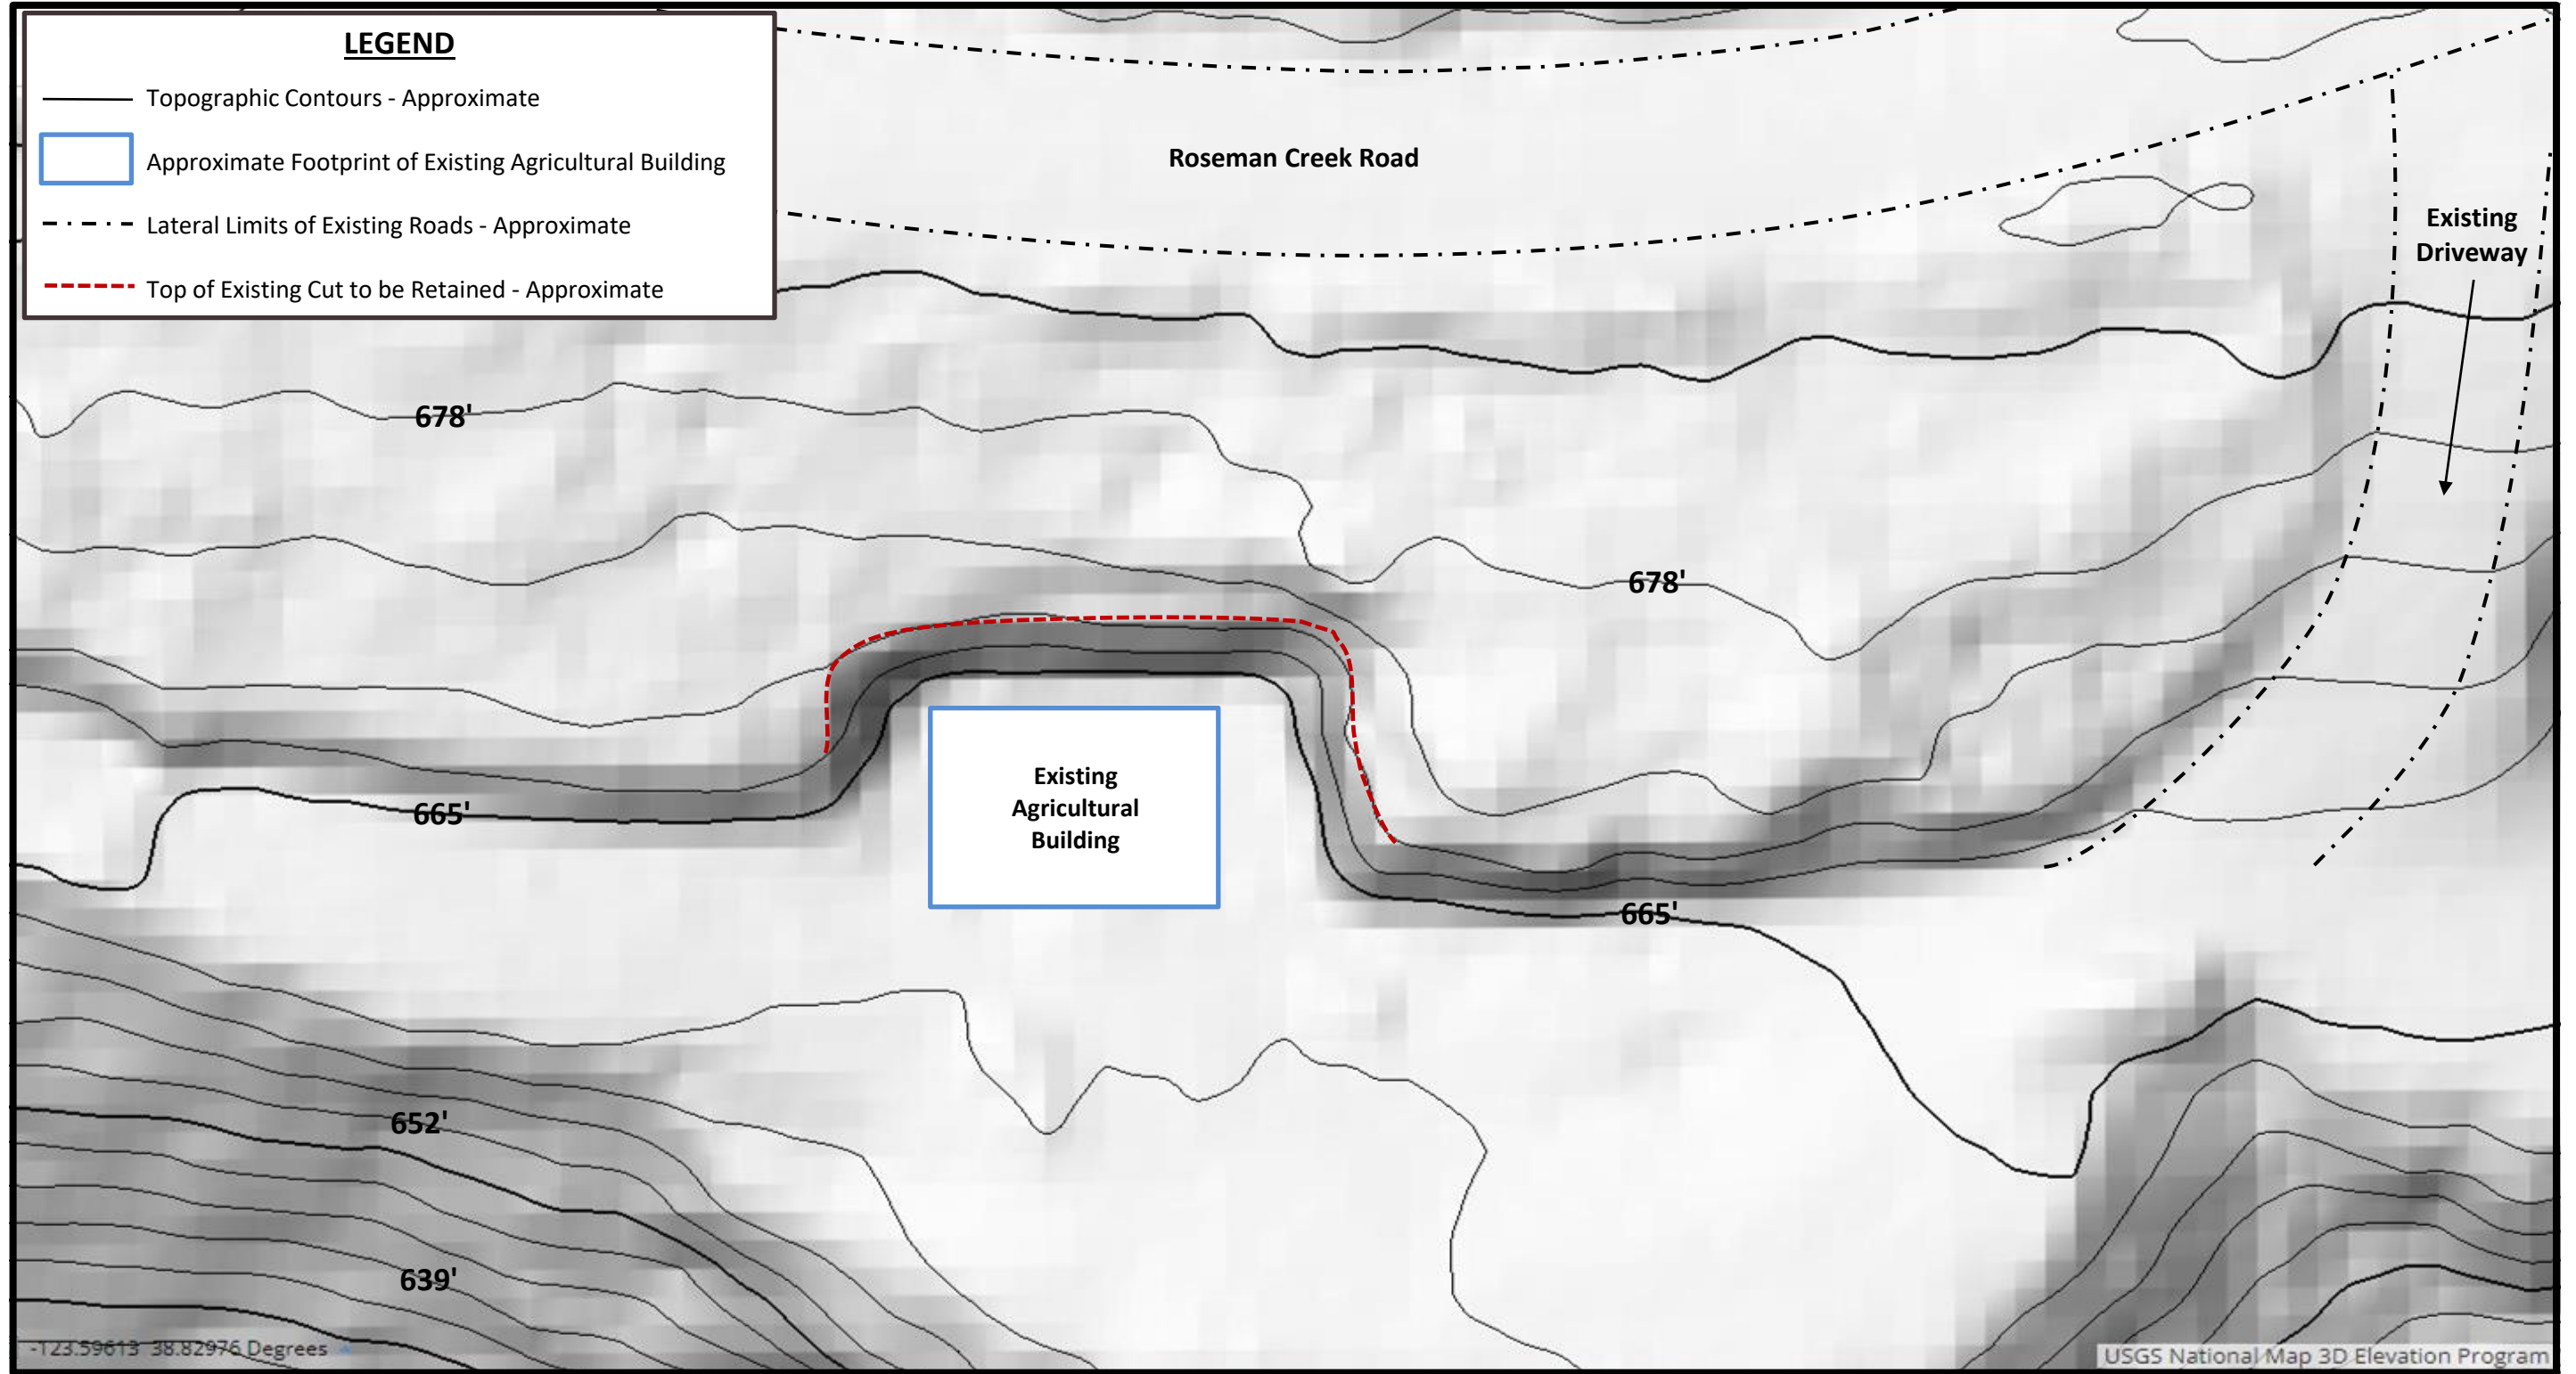 LEGEND
Topographic Contours - Approximate
Approximate Footprint of Existing Agricultural Building
Lateral Limits of Existing Roads - Approximate
Top of Existing Cut to be Retained - Approximate
Roseman Creek Road
Existing
Driveway
678'
678'
Existing
Agricultural
Building
665'
665'
652'
639'
-123.59613 38.82976 Degrees
USGS National Map 3D Elevation Program